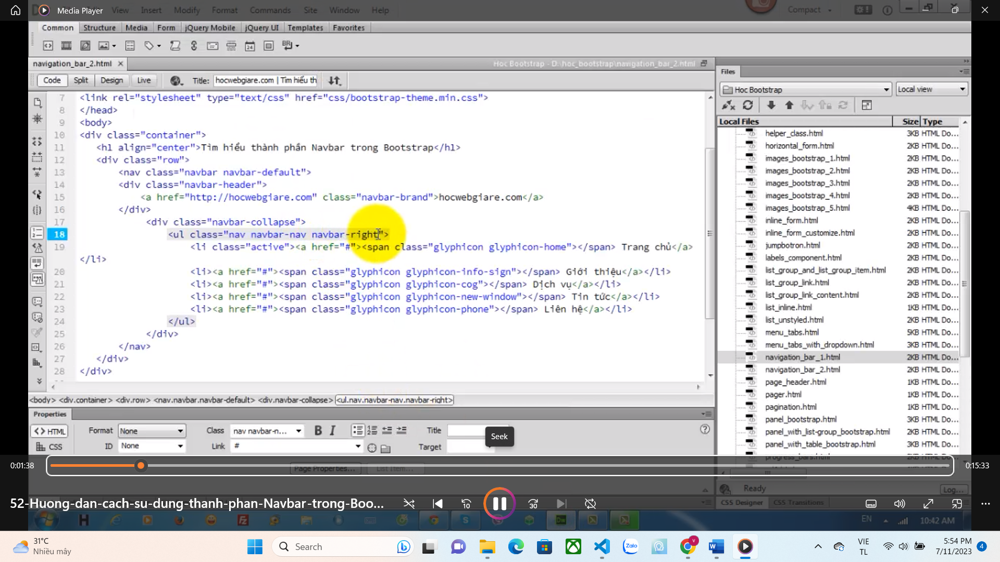 Media Player
View Insert Modify Format Commands Site Window Help
Compact
Common Structure Media Form jQuery Mobile jQuery UI Templates Favorites
navigation_bar_2.html
Hoc Bootstrap - D:\hoc_bootstrap\navigation_bar_2.html
Code Split Design Live Title: hocwebgiare.com | Tìm hiểu th
7 <link rel="stylesheet" type="text/css" href="css/bootstrap-theme.min.css">
8 </head>
9 <body>
10 <div class="container">
11 <h1 align="center">Tìm hiểu thành phần Navbar trong Bootstrap</h1>
12 <div class="row">
13 <nav class="navbar navbar-default">
14 <div class="navbar-header">
15 <a href="http://hocwebgiare.com" class="navbar-brand">hocwebgiare.com</a>
16 </div>
17 <div class="navbar-collapse">
18 <ul class="nav navbar-nav navbar-right">
19 <li class="active"><a href="#"><span class="glyphicon glyphicon-home"></span> Trang chủ</a>
</li>
20 <li><a href="#"><span class="glyphicon glyphicon-info-sign"></span> Giới thiệu</a></li>
21 <li><a href="#"><span class="glyphicon glyphicon-cog"></span> Dịch vụ</a></li>
22 <li><a href="#"><span class="glyphicon glyphicon-new-window"></span> Tin tức</a></li>
23 <li><a href="#"><span class="glyphicon glyphicon-phone"></span> Liên hệ</a></li>
24 </ul>
25 </div>
26 </nav>
27 </div>
28 </div>
<body> <div.container> <div.row> <nav.navbar.navbar-default> <div.navbar-collapse> <ul.nav.navbar-nav.navbar-right>
Properties
<> HTML Format None Class nav navbar-n... B I Title
CSS ID None Link # Target
Page Properties... List Item...
Seek
Files
Hoc Bootstrap Local view
Local Files Size Type
helper_class.html 3KB HTML Do...
horizontal_form.html 2KB HTML Do...
images_bootstrap_1.html 2KB HTML Do...
images_bootstrap_2.html 2KB HTML Do...
images_bootstrap_3.html 2KB HTML Do...
images_bootstrap_4.html 2KB HTML Do...
images_bootstrap_5.html 4KB HTML Do...
inline_form.html 2KB HTML Do...
inline_form_customize.html 2KB HTML Do...
jumpbotron.html 2KB HTML Do...
labels_component.html 2KB HTML Do...
list_group_and_list_group_item.html 2KB HTML Do...
list_group_link.html 2KB HTML Do...
list_group_link_content.html 2KB HTML Do...
list_inline.html 1KB HTML Do...
list_unstyled.html 2KB HTML Do...
menu_tabs.html 5KB HTML Do...
menu_tabs_with_dropdown.html 3KB HTML Do...
navigation_bar_1.html 2KB HTML Do...
navigation_bar_2.html 2KB HTML Do...
page_header.html 1KB HTML Do...
pager.html 1KB HTML Do...
pagination.html 1KB HTML Do...
panel_bootstrap.html 3KB HTML Do...
panel_with_list-group_bootstrap.html 2KB HTML Do...
panel_with_table_bootstrap.html 3KB HTML Do...
progress_bars.html
Ready Log...
CSS Designer CSS Transitions
0:01:38
0:15:33
52-Huong-dan-cach-su-dung-thanh-phan-Navbar-trong-Boo...
10
30
EN 10:42 AM
31°C
Nhiều mây
Search
Zalo
VIE
TL
5:54 PM
7/11/2023
4